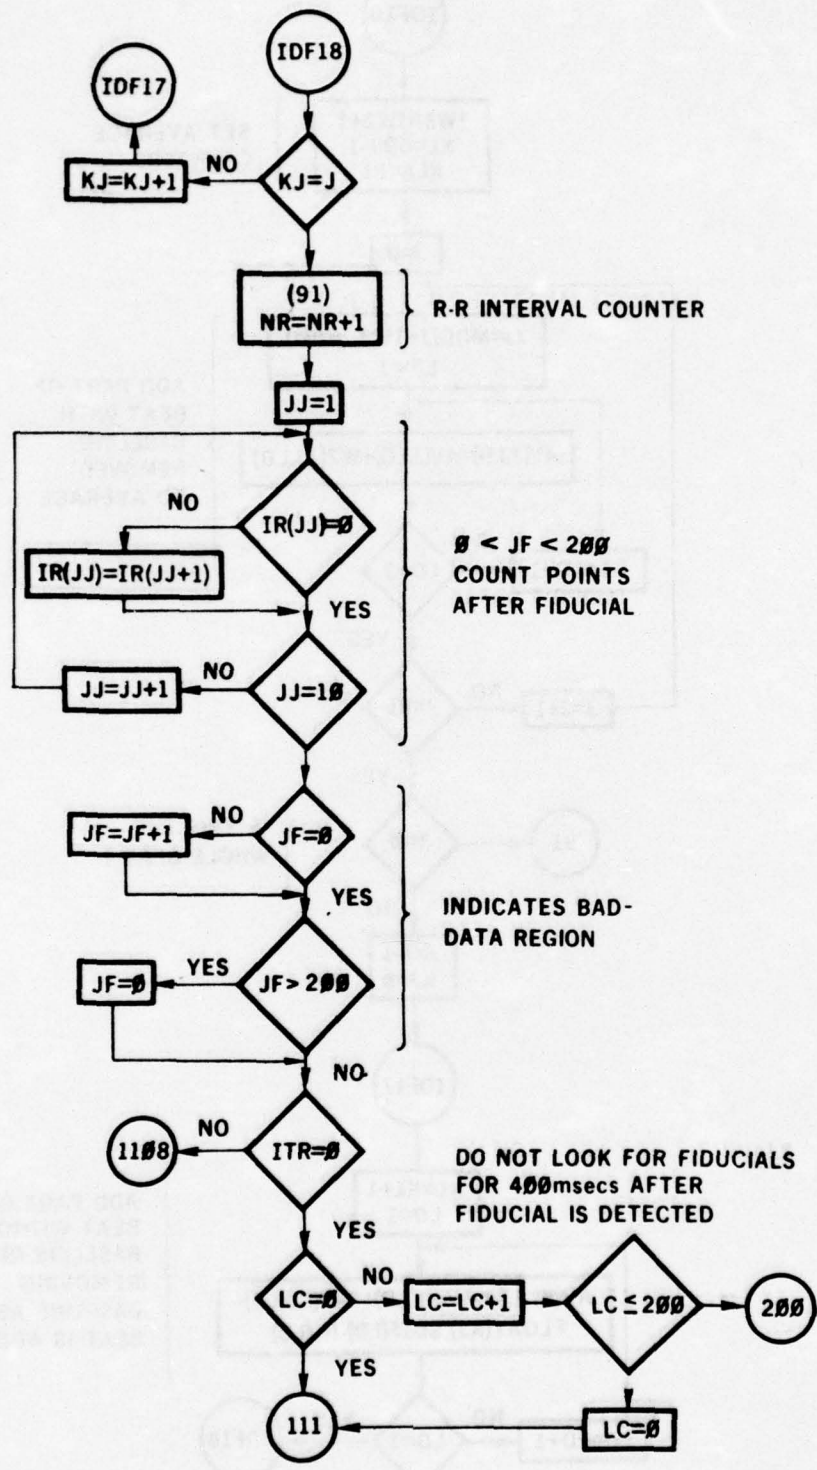 IDF17
IDF18
KJ=KJ+1
NO
KJ=J
(91)
NR=NR+1
R-R INTERVAL COUNTER
JJ=1
NO
IR(JJ)=Ø
IR(JJ)=IR(JJ+1)
YES
Ø < JF < 2ØØ
COUNT POINTS
AFTER FIDUCIAL
JJ=JJ+1
NO
JJ=1Ø
JF=JF+1
NO
JF=Ø
YES
INDICATES BAD-
DATA REGION
JF=Ø
YES
JF> 2ØØ
NO
11Ø8
NO
ITR=Ø
DO NOT LOOK FOR FIDUCIALS
FOR 4ØØmsecs AFTER
FIDUCIAL IS DETECTED
YES
LC=Ø
NO
LC=LC+1
LC≤2ØØ
2ØØ
YES
111
LC=Ø